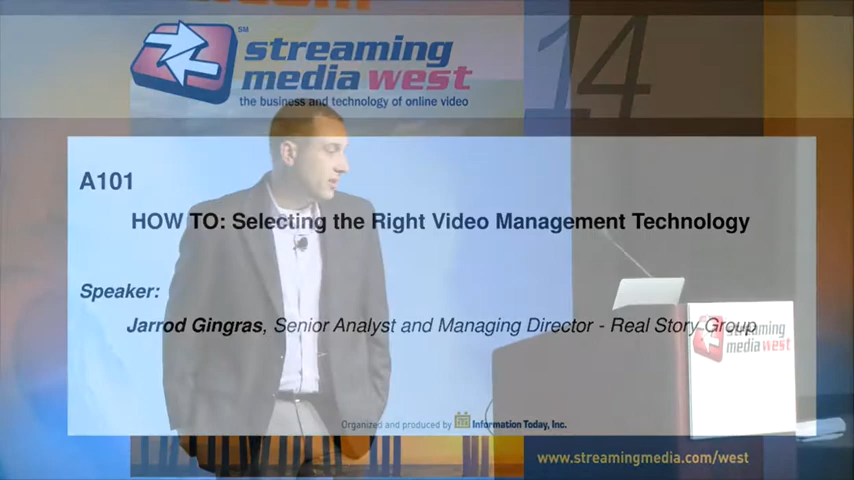 streaming SM
media west
the business and technology of online video
14
A101
HOW TO: Selecting the Right Video Management Technology
Speaker:
Jarrod Gingras, Senior Analyst and Managing Director - Real Story Group
streaming
media west
Organized and produced by Information Today, Inc.
www.streamingmedia.com/west